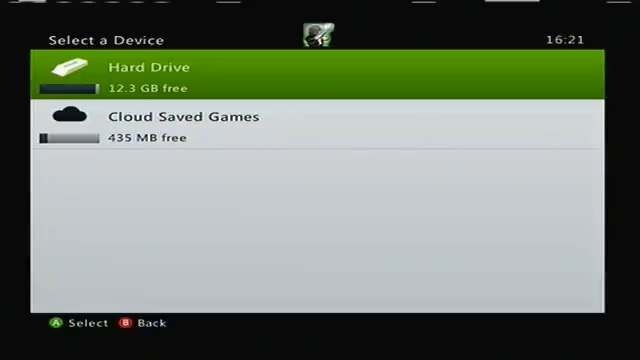 Select a Device
16:21
Hard Drive
12.3 GB free
Cloud Saved Games
435 MB free
A Select B Back